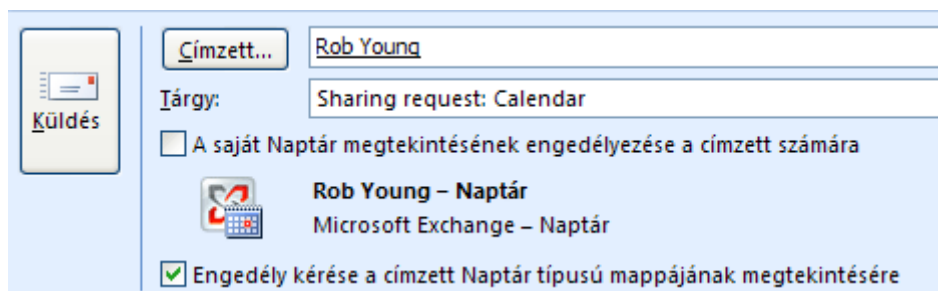 Küldés
Címzett...
Rob Young
Tárgy:
Sharing request: Calendar
A saját Naptár megtekintésének engedélyezése a címzett számára
Rob Young – Naptár
Microsoft Exchange – Naptár
Engedély kérése a címzett Naptár típusú mappájának megtekintésére